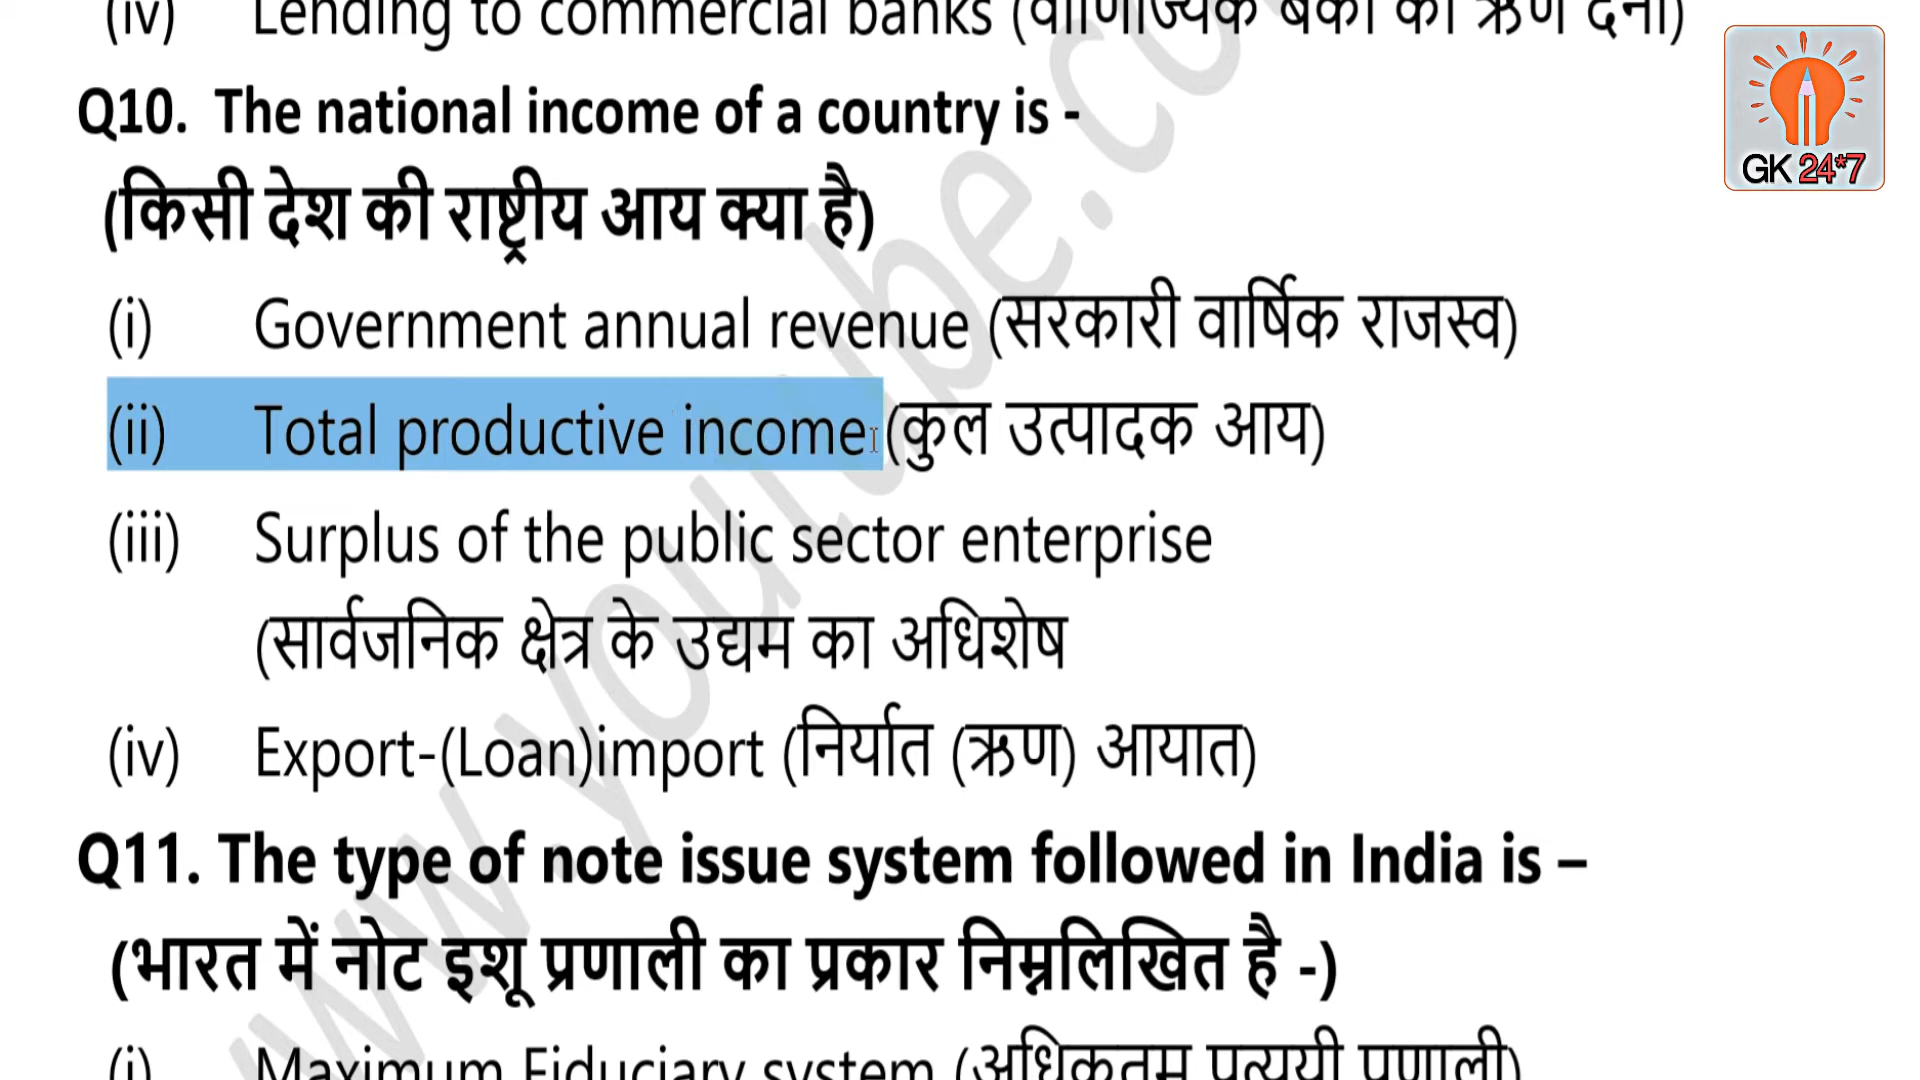 (iv) Lending to commercial banks (वाणिज्यिक बैंकों को ऋण देना)
GK 24*7
Q10. The national income of a country is -
(किसी देश की राष्ट्रीय आय क्या है)
(i) Government annual revenue (सरकारी वार्षिक राजस्व)
(ii) Total productive income (कुल उत्पादक आय)
(iii) Surplus of the public sector enterprise
(सार्वजनिक क्षेत्र के उद्यम का अधिशेष
(iv) Export-(Loan)import (निर्यात (ऋण) आयात)
Q11. The type of note issue system followed in India is –
(भारत में नोट इशू प्रणाली का प्रकार निम्नलिखित है -)
(i) Maximum Fiduciary system (अधिकतम प्रत्ययी प्रणाली)